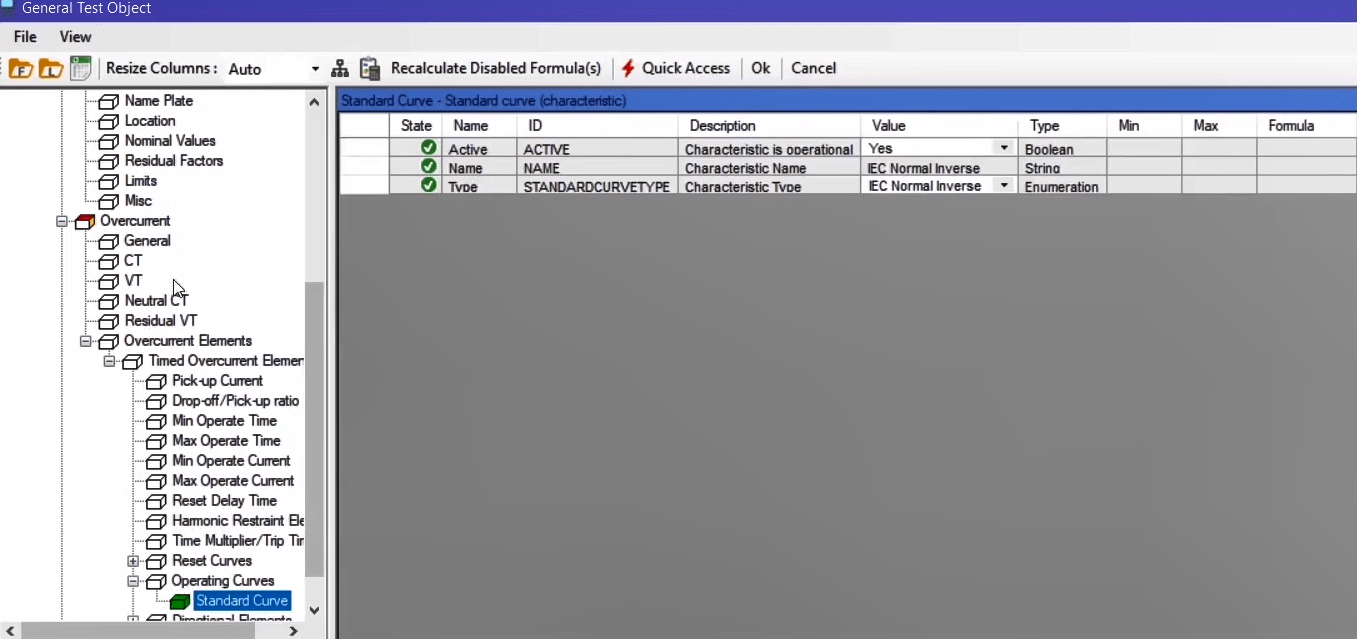 General Test Object
File View
Resize Columns : Auto Recalculate Disabled Formula(s) Quick Access Ok Cancel
Name Plate
Location
Nominal Values
Residual Factors
Limits
Misc
Overcurrent
General
CT
VT
Neutral CT
Residual VT
Overcurrent Elements
Timed Overcurrent Elemen
Pick-up Current
Drop-off/Pick-up ratio
Min Operate Time
Max Operate Time
Min Operate Current
Max Operate Current
Reset Delay Time
Harmonic Restraint Ele
Time Multiplier/Trip Tir
Reset Curves
Operating Curves
Standard Curve
Directional Elements
Standard Curve - Standard curve (characteristic)
State Name ID Description Value Type Min Max Formula
Active ACTIVE Characteristic is operational Yes Boolean
Name NAME Characteristic Name IEC Normal Inverse String
Type STANDARDCURVETYPE Characteristic Type IEC Normal Inverse Enumeration